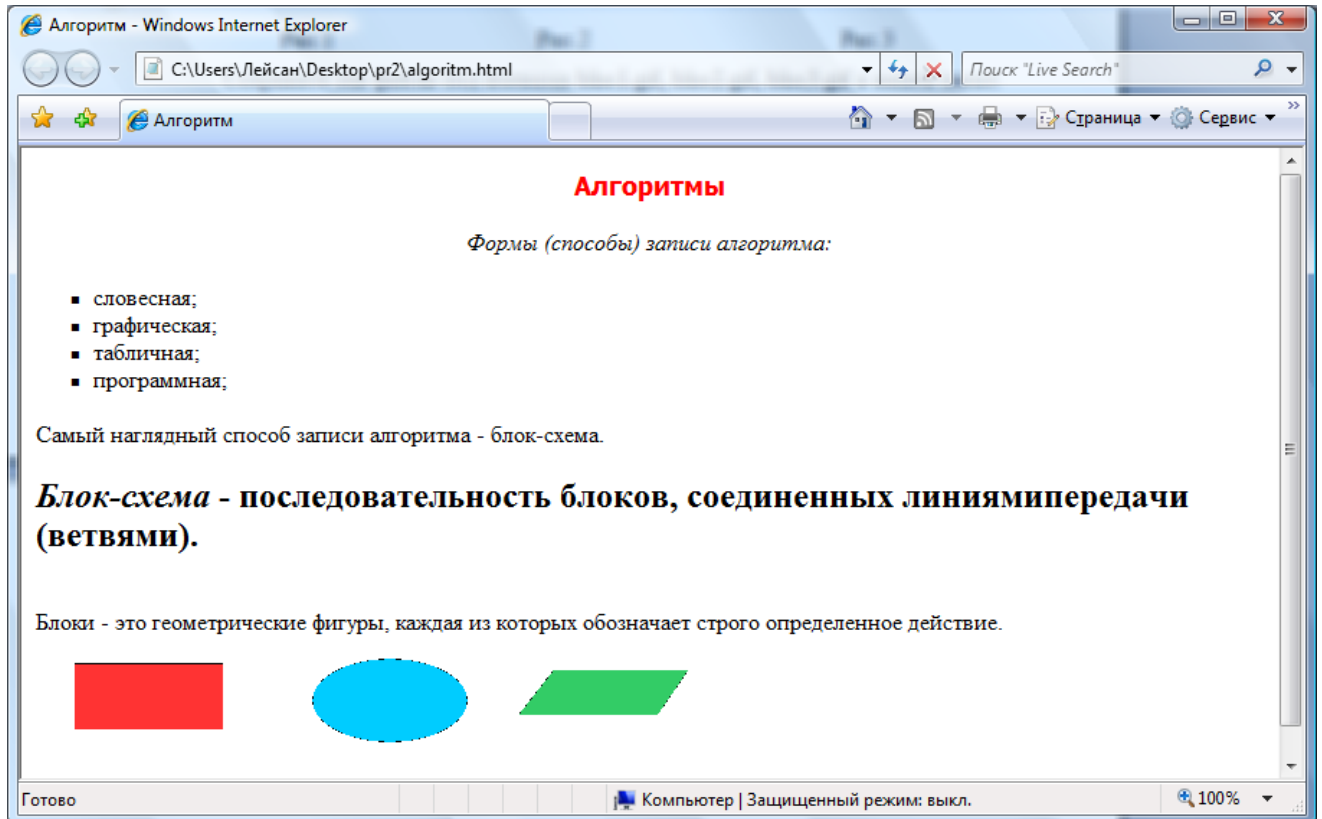 Алгоритм - Windows Internet Explorer
C:\Users\Лейсан\Desktop\pr2\algoritm.html
Поиск "Live Search"
Алгоритм
Страница
Сервис
Алгоритмы
Формы (способы) записи алгоритма:
словесная;
графическая;
табличная;
программная;
Самый наглядный способ записи алгоритма - блок-схема.
Блок-схема - последовательность блоков, соединенных линиямипередачи
(ветвями).
Блоки - это геометрические фигуры, каждая из которых обозначает строго определенное действие.
Готово
Компьютер | Защищенный режим: выкл.
100%